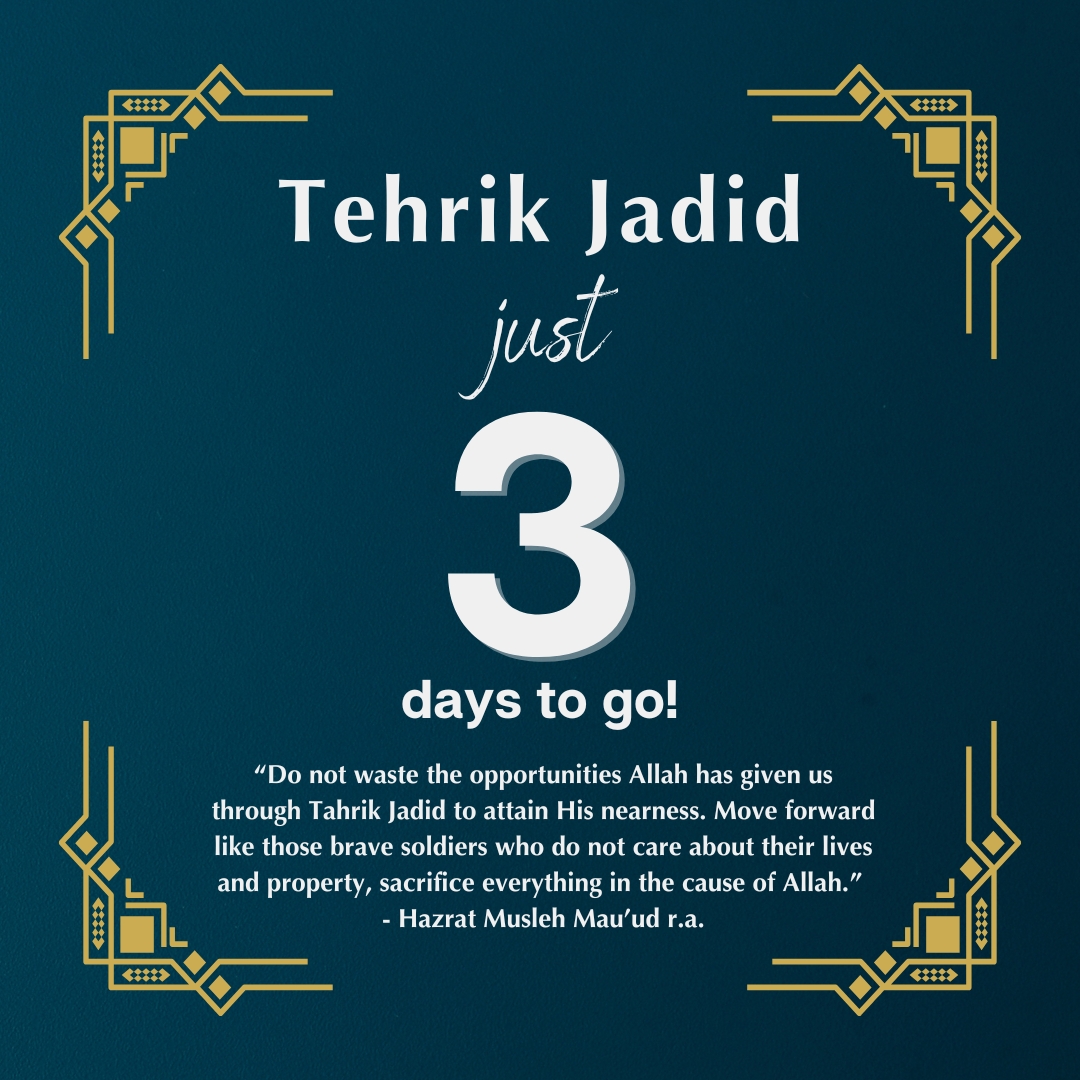 Tehrik Jadid
just
3
days to go!
“Do not waste the opportunities Allah has given us
through Tahrik Jadid to attain His nearness. Move forward
like those brave soldiers who do not care about their lives
and property, sacrifice everything in the cause of Allah.”
- Hazrat Musleh Mau’ud r.a.